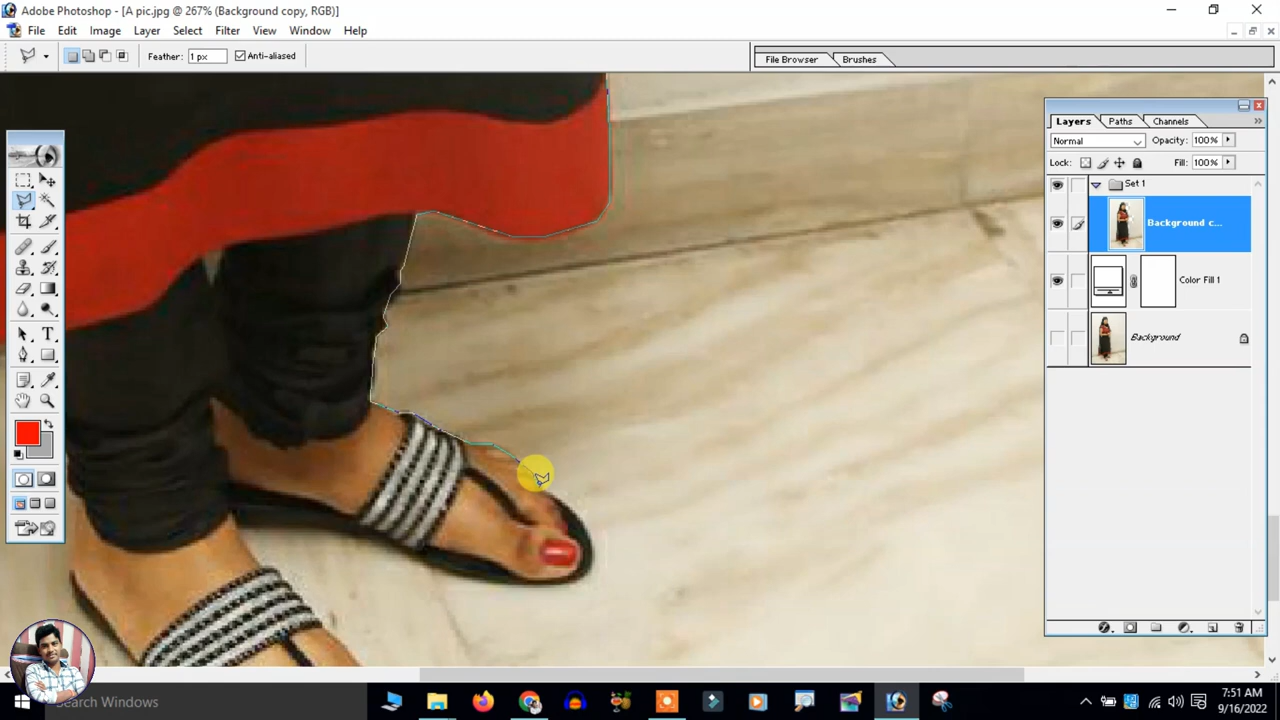 Adobe Photoshop - [A pic.jpg @ 267% (Background copy, RGB)]
File Edit Image Layer Select Filter View Window Help
Feather: 1 px Anti-aliased
File Browser Brushes
Layers Paths Channels
Normal Opacity: 100%
Lock: Fill: 100%
Set 1
Background c...
Color Fill 1
Background
T
Search Windows
7:51 AM
9/16/2022